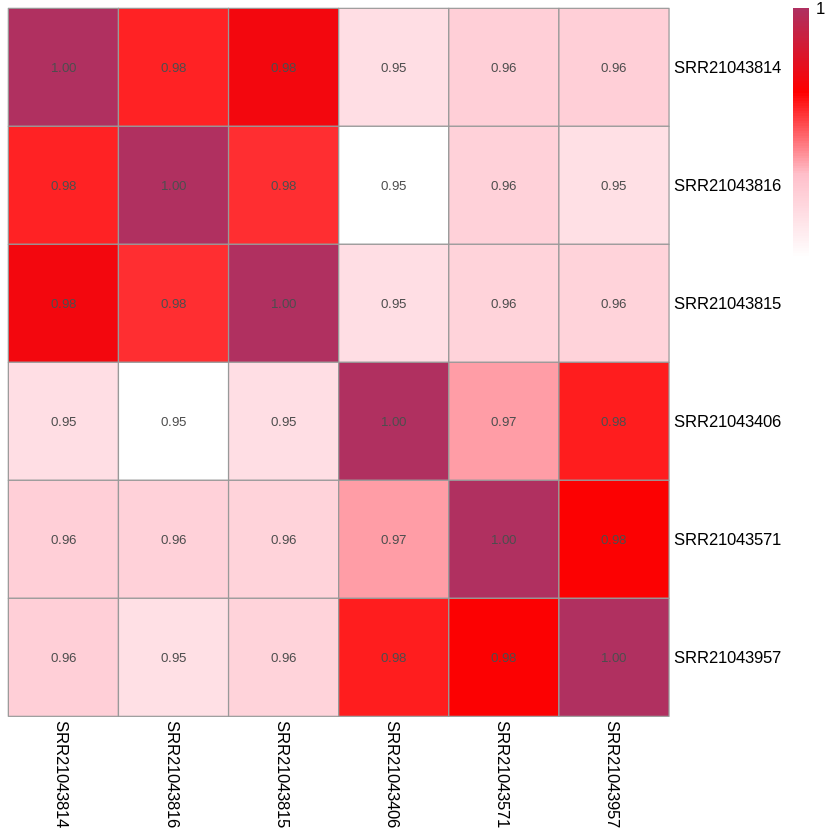 1
1.00 0.98 0.98 0.95 0.96 0.96 SRR21043814
0.98 1.00 0.98 0.95 0.96 0.95 SRR21043816
0.98 0.98 1.00 0.95 0.96 0.96 SRR21043815
0.95 0.95 0.95 1.00 0.97 0.98 SRR21043406
0.96 0.96 0.96 0.97 1.00 0.98 SRR21043571
0.96 0.95 0.96 0.98 0.98 1.00 SRR21043957
SRR21043814 SRR21043816 SRR21043815 SRR21043406 SRR21043571 SRR21043957